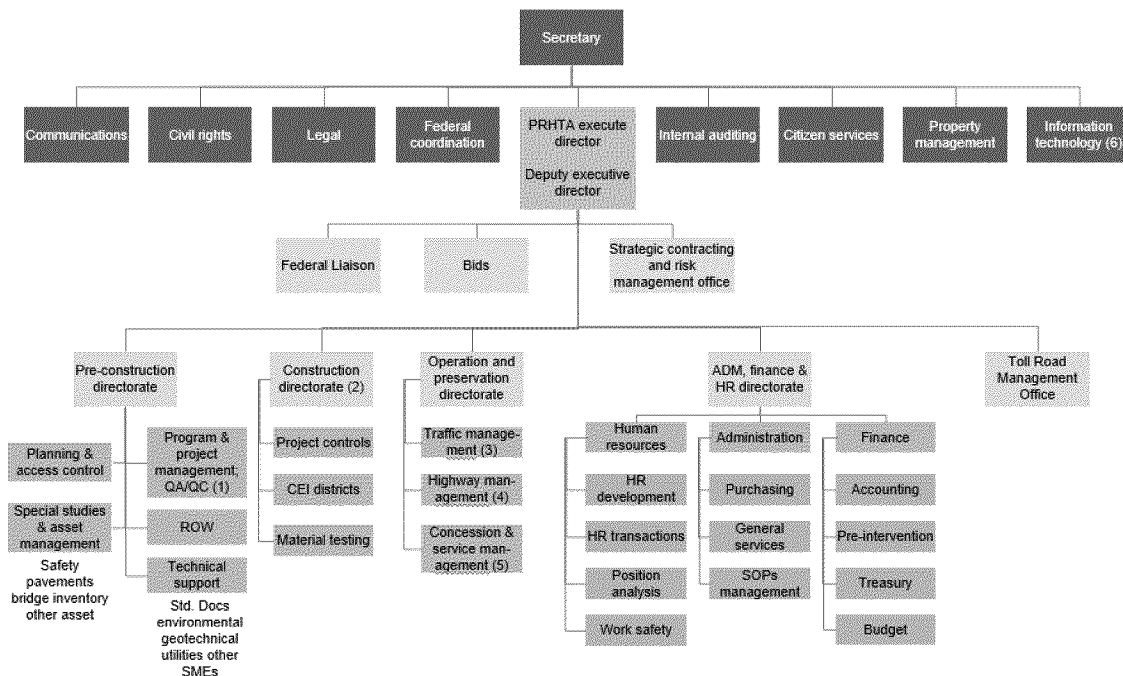 Secretary
Communications
Civil rights
Legal
Federal
coordination
PRHTA execute
director
Deputy executive
director
Internal auditing
Citizen services
Property
management
Information
technology (6)
Federal Liaison
Bids
Strategic contracting
and risk
management office
Pre-construction
directorate
Construction
directorate (2)
Operation and
preservation
directorate
ADM, finance &
HR directorate
Toll Road
Management
Office
Planning &
access control
Special studies
& asset
management
Safety
pavements
bridge inventory
other asset
Program &
project
management;
QA/QC (1)
ROW
Technical
support
Std. Docs
environmental
geotechnical
utilities other
SMEs
Project controls
CEI districts
Material testing
Traffic manage-
ment (3)
Highway man-
agement (4)
Concession &
service man-
agement (5)
Human
resources
HR
development
HR transactions
Position
analysis
Work safety
Administration
Purchasing
General
services
SOPs
management
Finance
Accounting
Pre-intervention
Treasury
Budget